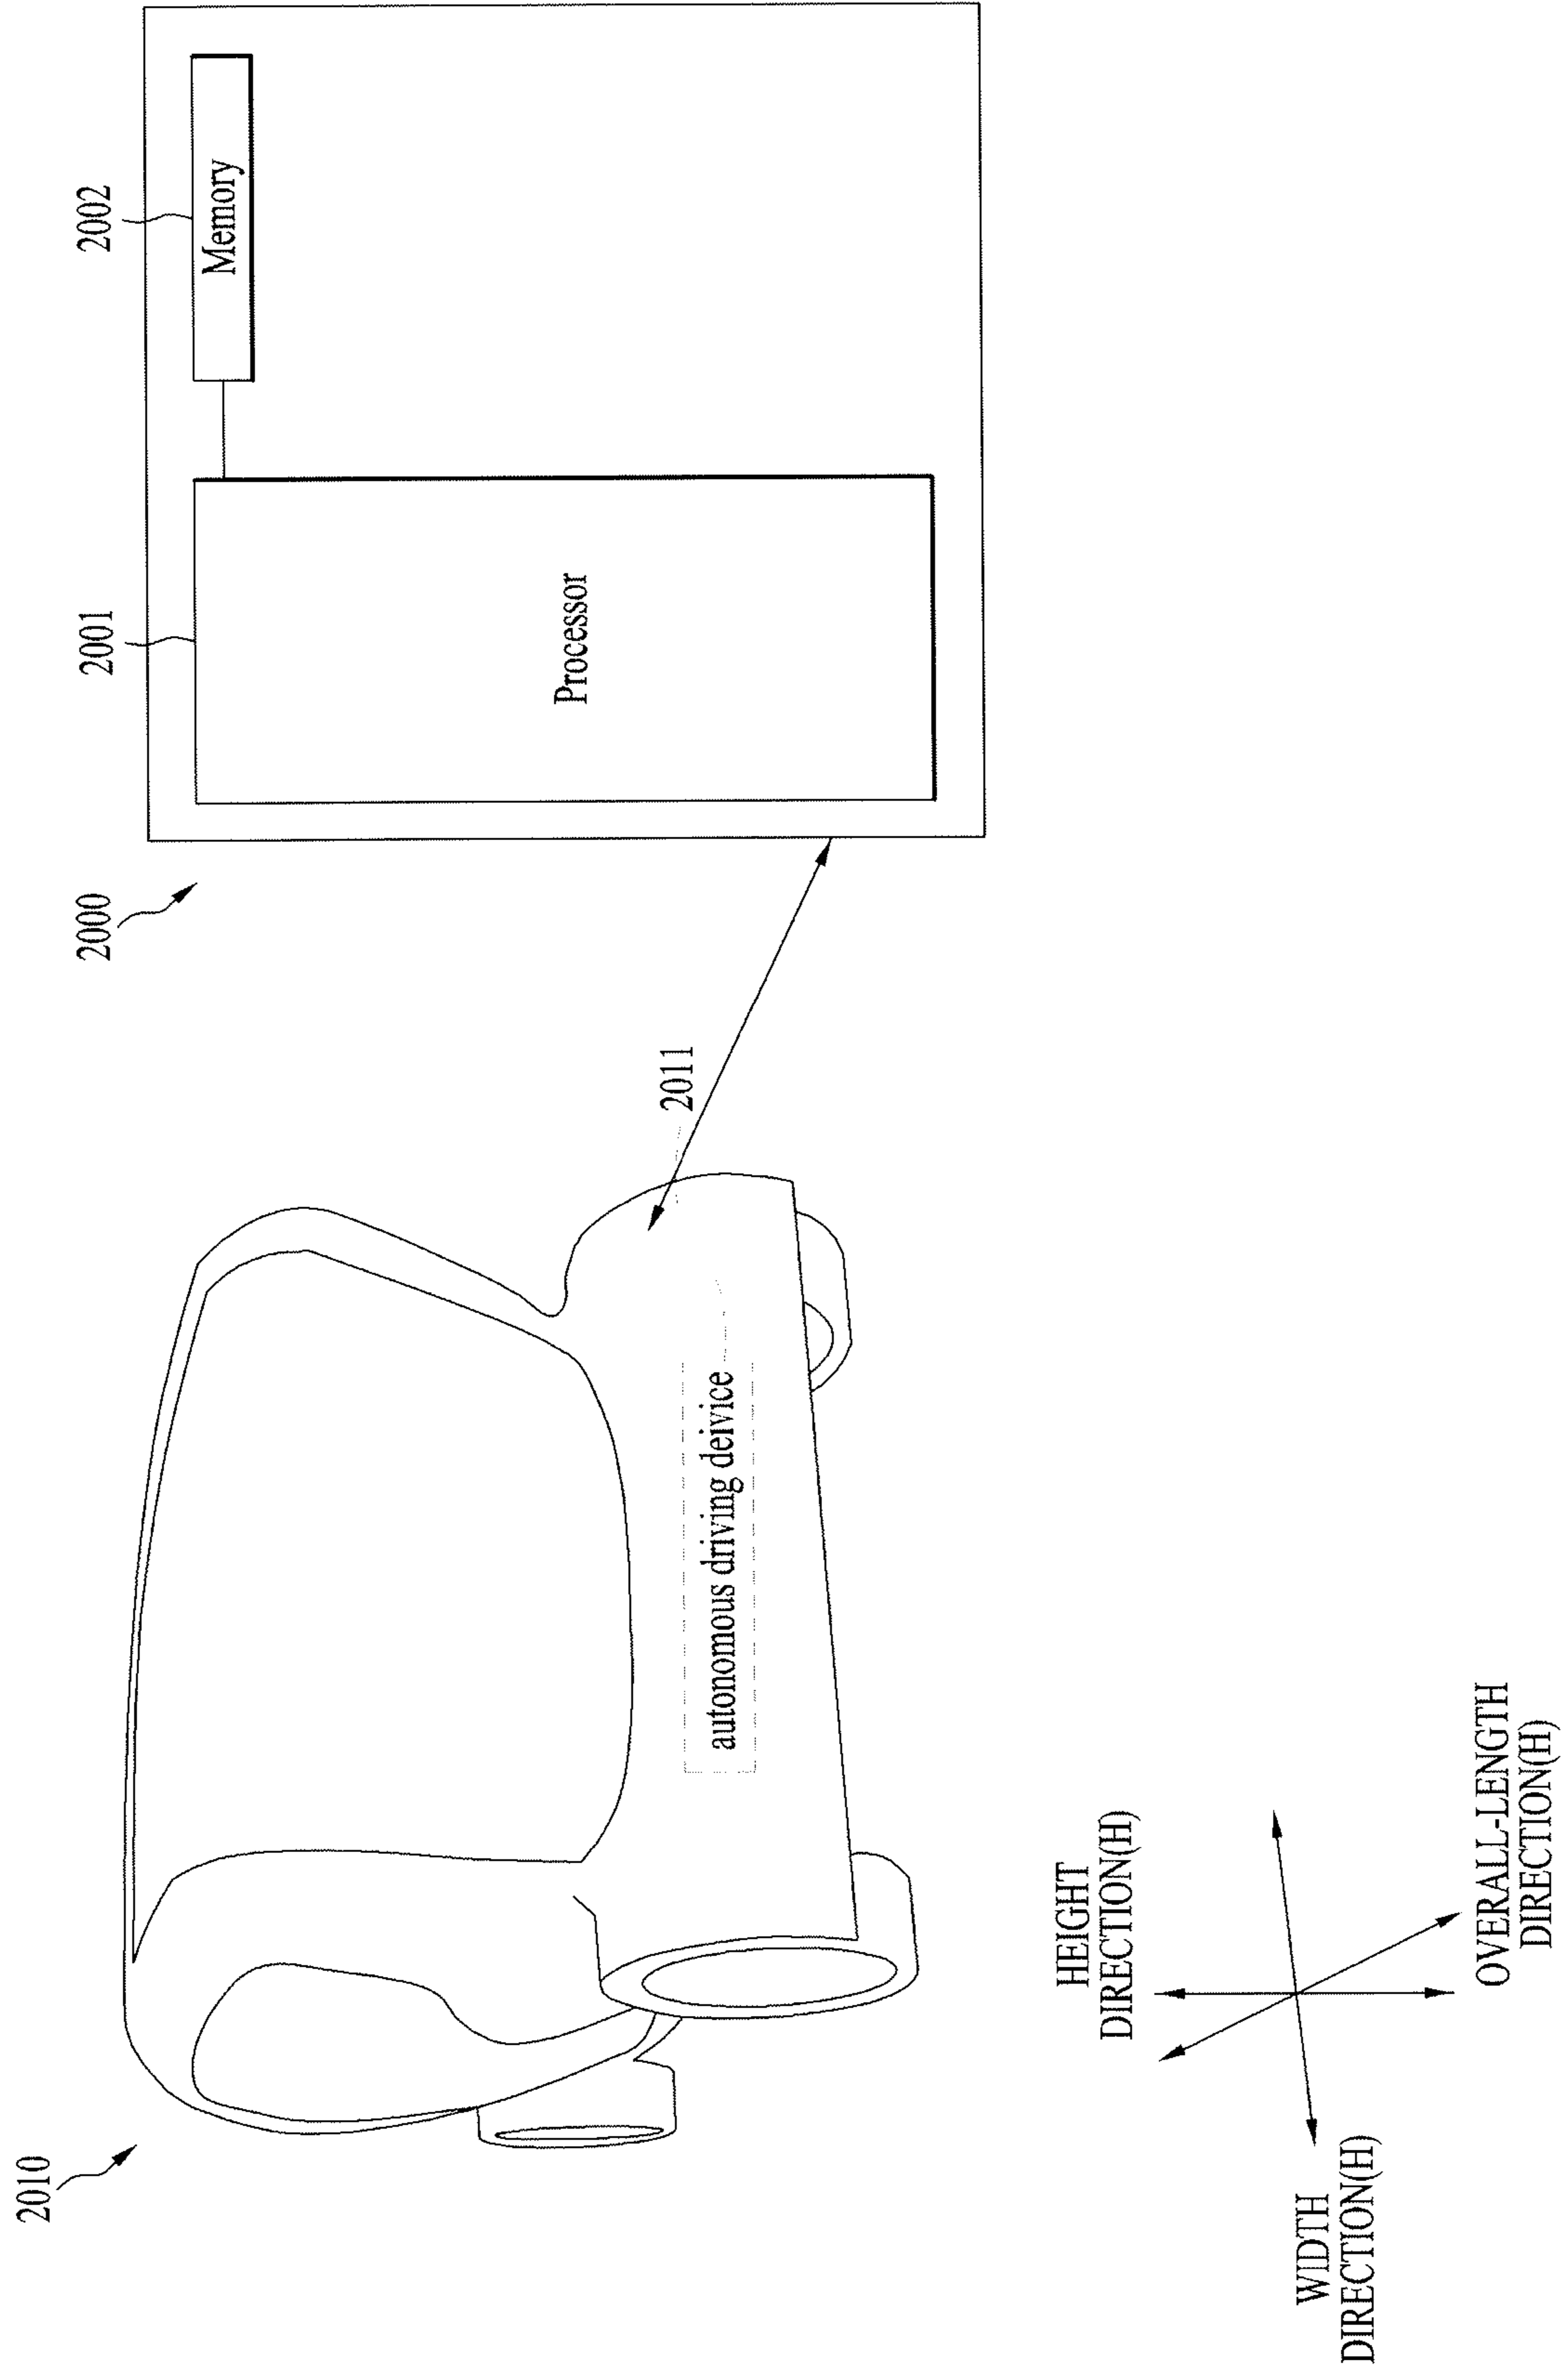 2010
2000
2001
2002
Processor
Memory
2011
autonomous driving deivice
HEIGHT
DIRECTION(H)
WIDTH
DIRECTION(H)
OVERALL-LENGTH
DIRECTION(H)